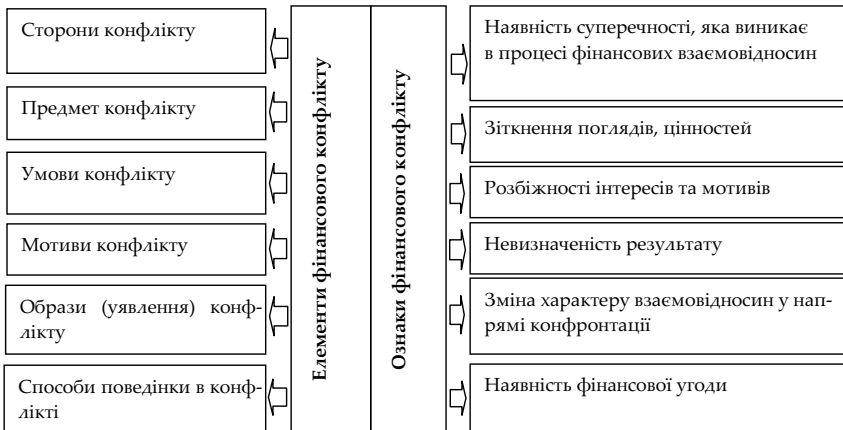 Сторони конфлікту
Предмет конфлікту
Умови конфлікту
Мотиви конфлікту
Образи (уявлення) конф-
лікту
Способи поведінки в конф-
лікті
Елементи фінансового конфлікту
Ознаки фінансового конфлікту
Наявність суперечності, яка виникає
в процесі фінансових взаємовідносин
Зіткнення поглядів, цінностей
Розбіжності інтересів та мотивів
Невизначеність результату
Зміна характеру взаємовідносин у нап-
рямі конфронтації
Наявність фінансової угоди